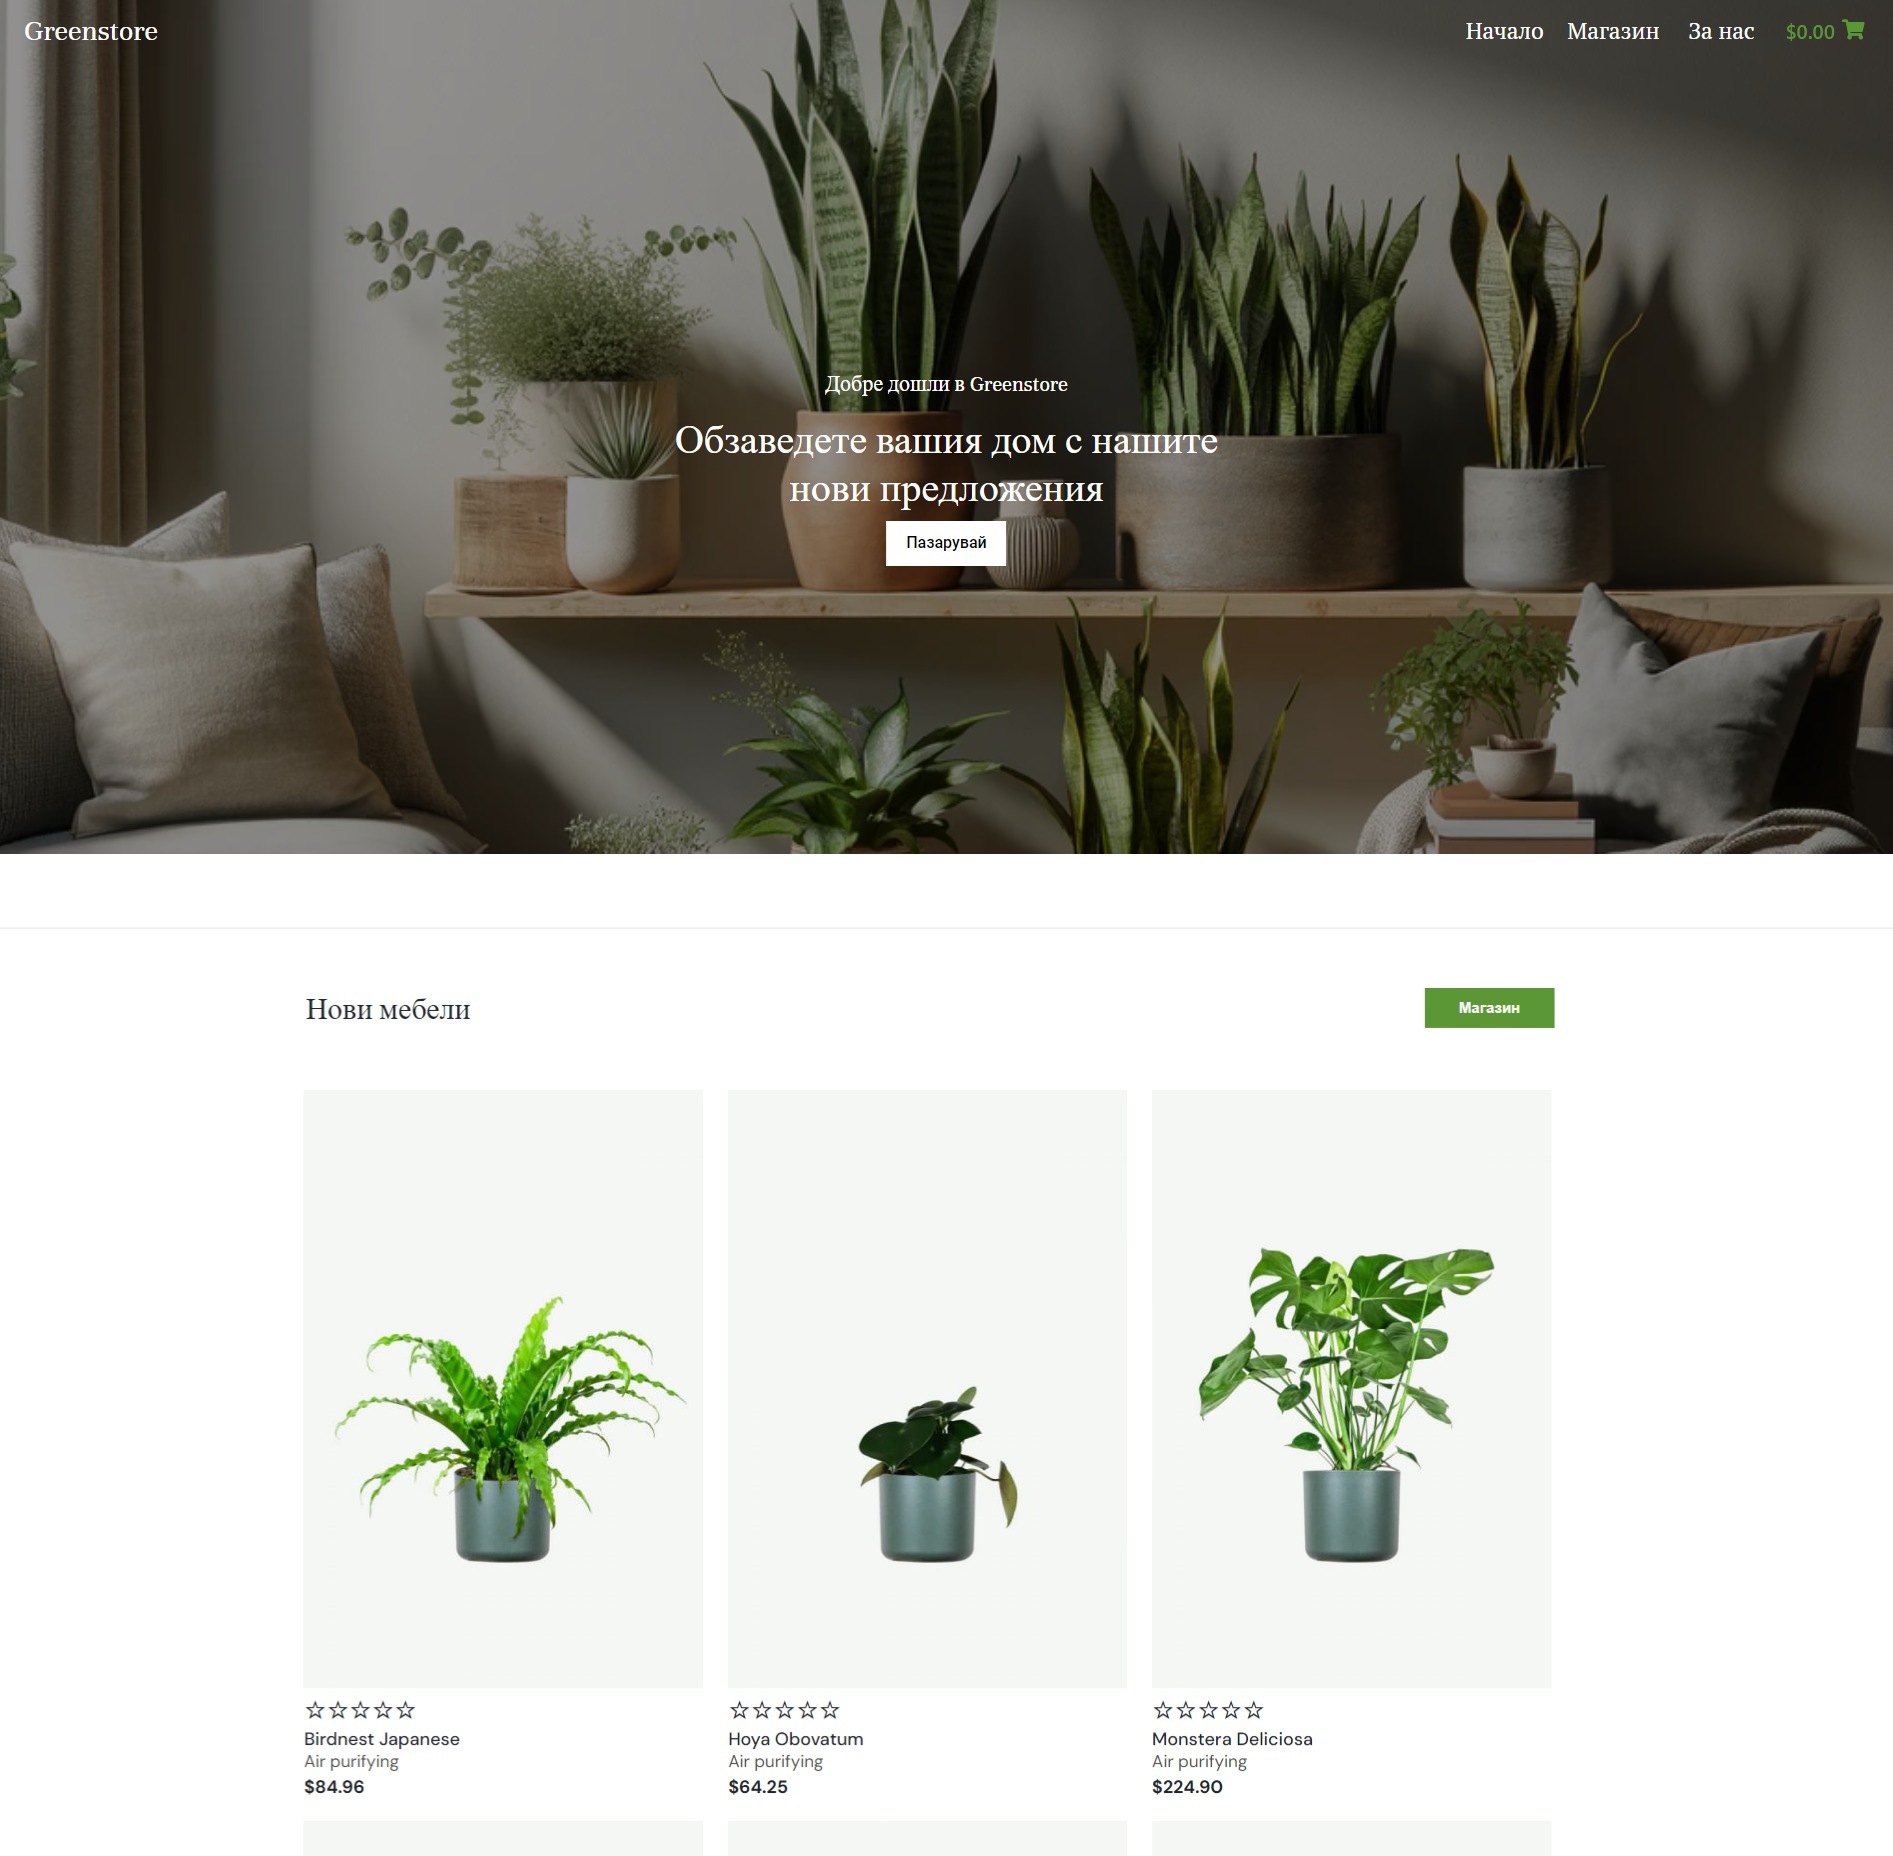 Greenstore
Начало Магазин За нас $0.00
Добре дошли в Greenstore
Обзаведете вашия дом с нашите
нови предложения
Пазарувай
Нови мебели
Магазин
Birdnest Japanese
Air purifying
$84.96
Hoya Obovatum
Air purifying
$64.25
Monstera Deliciosa
Air purifying
$224.90